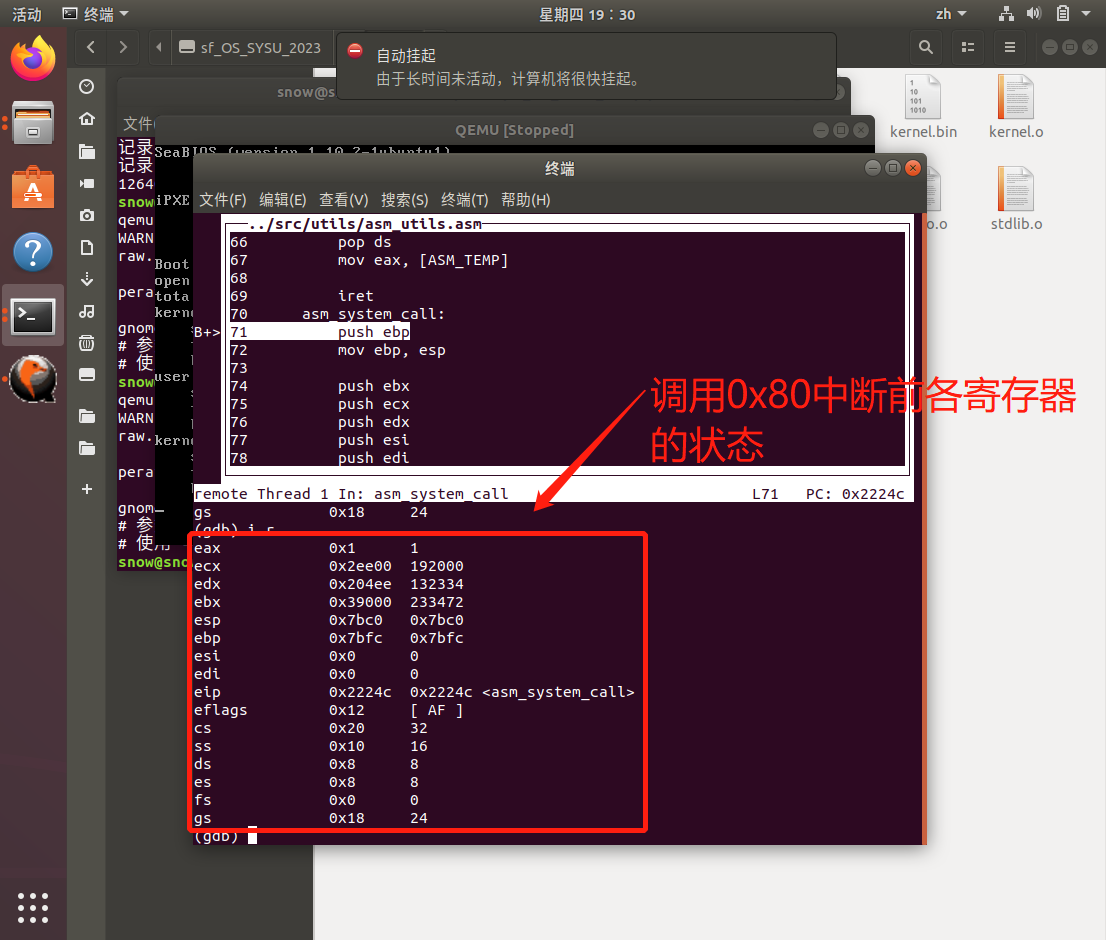 活动
终端
星期四 19：30
zh
sf_OS_SYSU_2023
自动挂起
由于长时间未活动，计算机将很快挂起。
1
10
101
1010
kernel.bin
kernel.o
o.o
stdlib.o
snow@s
文件(
记录
记录
1264
snow
qemu
WARN
raw.
pera
gnom
# 参
# 使
snow
qemu
WARN
raw.
pera
gnom
# 参
# 使用
snow@sno
QEMU [Stopped]
SeaBIOS (version 1.10.2-1ubuntu1)
iPXE
Boot
open
tota
kern
user
kern
终端
文件(F) 编辑(E) 查看(V) 搜索(S) 终端(T) 帮助(H)
../src/utils/asm_utils.asm
66 pop ds
67 mov eax, [ASM_TEMP]
68
69 iret
70 asm_system_call:
B+> 71 push ebp
72 mov ebp, esp
73
74 push ebx
75 push ecx
76 push edx
77 push esi
78 push edi
remote Thread 1 In: asm_system_call L71 PC: 0x2224c
gs 0x18 24
(gdb) i r
eax 0x1 1
ecx 0x2ee00 192000
edx 0x204ee 132334
ebx 0x39000 233472
esp 0x7bc0 0x7bc0
ebp 0x7bfc 0x7bfc
esi 0x0 0
edi 0x0 0
eip 0x2224c 0x2224c <asm_system_call>
eflags 0x12 [ AF ]
cs 0x20 32
ss 0x10 16
ds 0x8 8
es 0x8 8
fs 0x0 0
gs 0x18 24
(gdb)
调用0x80中断前各寄存器
的状态